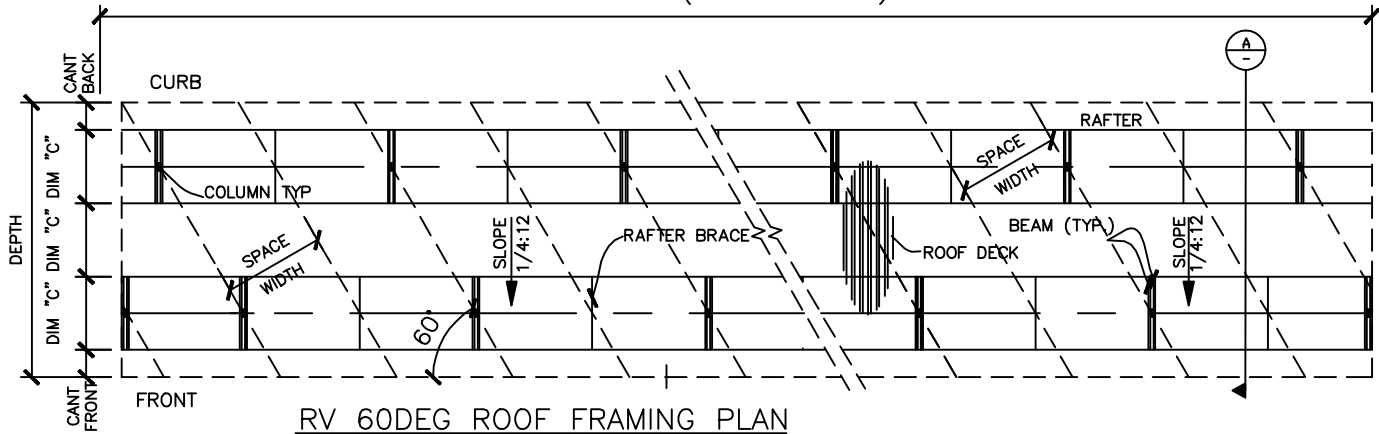 CANT
BACK
CURB
A
-
RAFTER
DIM "C"
SPACE
WIDTH
COLUMN TYP
DEPTH
DIM "C"
SPACE
WIDTH
SLOPE
1/4:12
RAFTER BRACE
ROOF DECK
BEAM (TYP.)
SLOPE
1/4:12
DIM "C"
60°
CANT
FRONT
FRONT
RV 60DEG ROOF FRAMING PLAN